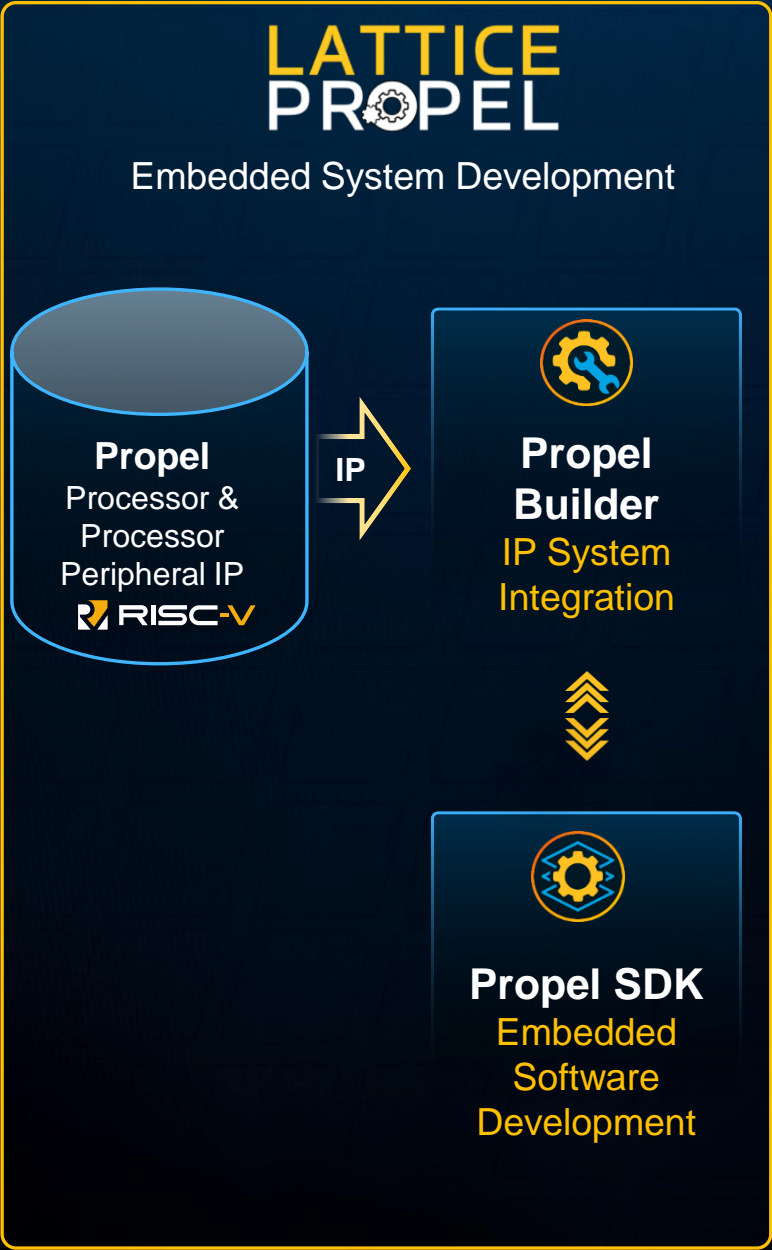 LATTICE
PROPEL
Embedded System Development
Propel
Processor &
Processor
Peripheral IP
RISC-V
IP
Propel
Builder
IP System
Integration
Propel SDK
Embedded
Software
Development